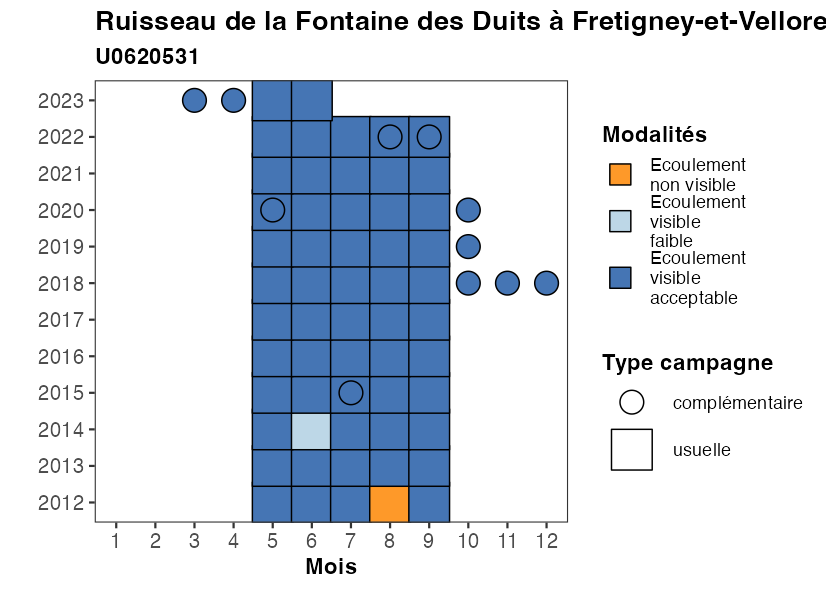 Ruisseau de la Fontaine des Duits à Fretigney-et-Vellore
U0620531
2023
2022
2021
2020
2019
2018
2017
2016
2015
2014
2013
2012
1 2 3 4 5 6 7 8 9 10 11 12
Mois
Modalités
Ecoulement
non visible
Ecoulement
visible
faible
Ecoulement
visible
acceptable
Type campagne
complémentaire
usuelle